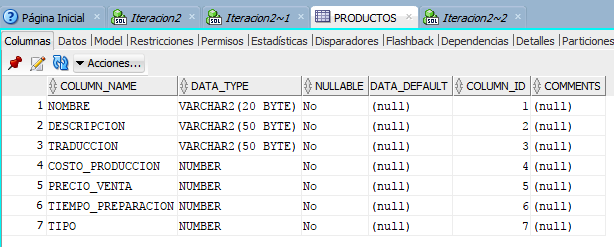 Página Inicial Iteracion2 Iteracion2~1 PRODUCTOS Iteracion2~2
Columnas Datos Model Restricciones Permisos Estadísticas Disparadores Flashback Dependencias Detalles Particiones
Acciones...
COLUMN_NAME DATA_TYPE NULLABLE DATA_DEFAULT COLUMN_ID COMMENTS
1 NOMBRE VARCHAR2(20 BYTE) No (null) 1 (null)
2 DESCRIPCION VARCHAR2(50 BYTE) No (null) 2 (null)
3 TRADUCCION VARCHAR2(50 BYTE) No (null) 3 (null)
4 COSTO_PRODUCCION NUMBER No (null) 4 (null)
5 PRECIO_VENTA NUMBER No (null) 5 (null)
6 TIEMPO_PREPARACION NUMBER No (null) 6 (null)
7 TIPO NUMBER No (null) 7 (null)